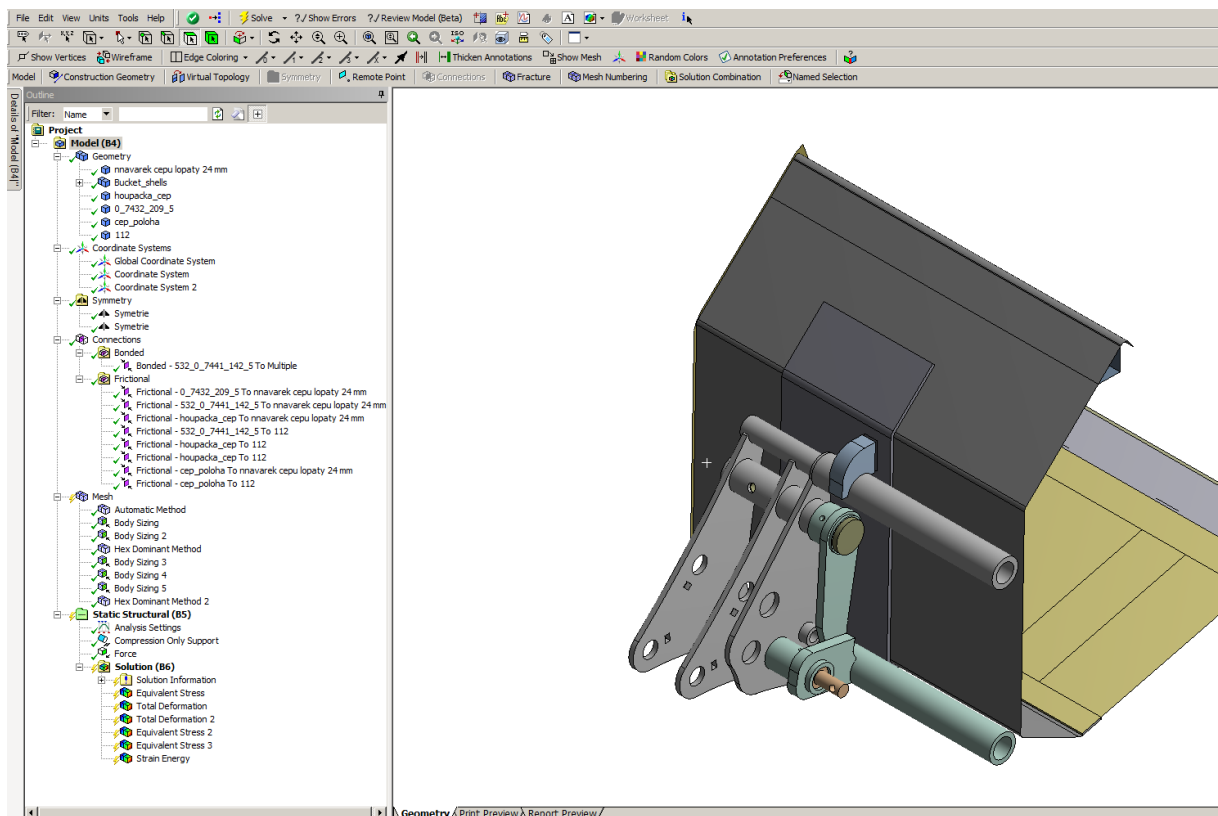 File Edit View Units Tools Help Solve ?./ Show Errors ?./ Review Model (Beta) A Worksheet
Show Vertices Wireframe Edge Coloring Thicken Annotations Show Mesh Random Colors Annotation Preferences
Model Construction Geometry Virtual Topology Symmetry Remote Point Connections Fracture Mesh Numbering Solution Combination Named Selection
Details of "Model (B4)"
Outline
Filter: Name
Project
Model (B4)
Geometry
nnavarek cepu lopaty 24 mm
Bucket_shells
houpacka_cep
0_7432_209_5
cep_poloha
112
Coordinate Systems
Global Coordinate System
Coordinate System
Coordinate System 2
Symmetry
Symetrie
Symetrie
Connections
Bonded
Bonded - 532_0_7441_142_5 To Multiple
Frictional
Frictional - 0_7432_209_5 To nnavarek cepu lopaty 24 mm
Frictional - 532_0_7441_142_5 To nnavarek cepu lopaty 24 mm
Frictional - houpacka_cep To nnavarek cepu lopaty 24 mm
Frictional - 532_0_7441_142_5 To 112
Frictional - houpacka_cep To 112
Frictional - houpacka_cep To 112
Frictional - cep_poloha To nnavarek cepu lopaty 24 mm
Frictional - cep_poloha To 112
Mesh
Automatic Method
Body Sizing
Body Sizing 2
Hex Dominant Method
Body Sizing 3
Body Sizing 4
Body Sizing 5
Hex Dominant Method 2
Static Structural (B5)
Analysis Settings
Compression Only Support
Force
Solution (B6)
Solution Information
Equivalent Stress
Total Deformation
Total Deformation 2
Equivalent Stress 2
Equivalent Stress 3
Strain Energy
Geometry Print Preview Report Preview